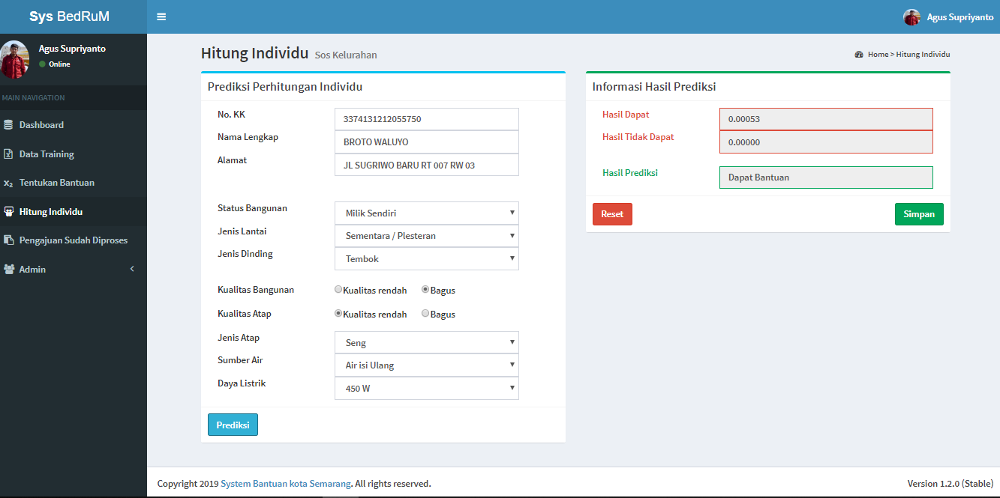 Sys BedRuM
Agus Supriyanto
Agus Supriyanto
Online
MAIN NAVIGATION
Dashboard
Data Training
x₂ Tentukan Bantuan
Hitung Individu
Pengajuan Sudah Diproses
Admin
Hitung Individu Sos Kelurahan
Home > Hitung Individu
Prediksi Perhitungan Individu
No. KK 3374131212055750
Nama Lengkap BROTO WALUYO
Alamat JL SUGRIWO BARU RT 007 RW 03
Status Bangunan Milik Sendiri
Jenis Lantai Sementara / Plesteran
Jenis Dinding Tembok
Kualitas Bangunan Kualitas rendah Bagus
Kualitas Atap Kualitas rendah Bagus
Jenis Atap Seng
Sumber Air Air isi Ulang
Daya Listrik 450 W
Prediksi
Informasi Hasil Prediksi
Hasil Dapat 0.00053
Hasil Tidak Dapat 0.00000
Hasil Prediksi Dapat Bantuan
Reset Simpan
Copyright 2019 System Bantuan kota Semarang. All rights reserved.
Version 1.2.0 (Stable)